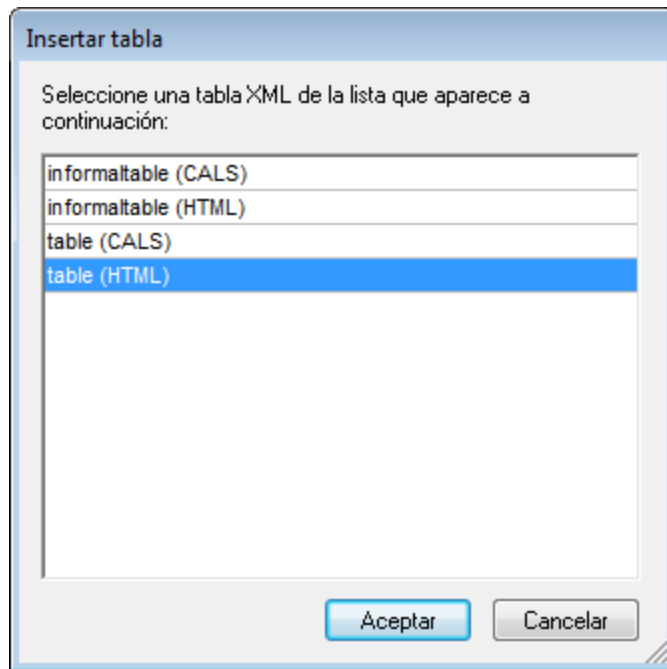 Insertar tabla
Seleccione una tabla XML de la lista que aparece a
continuación:
informaltable (CALS)
informaltable (HTML)
table (CALS)
table (HTML)
Aceptar
Cancelar